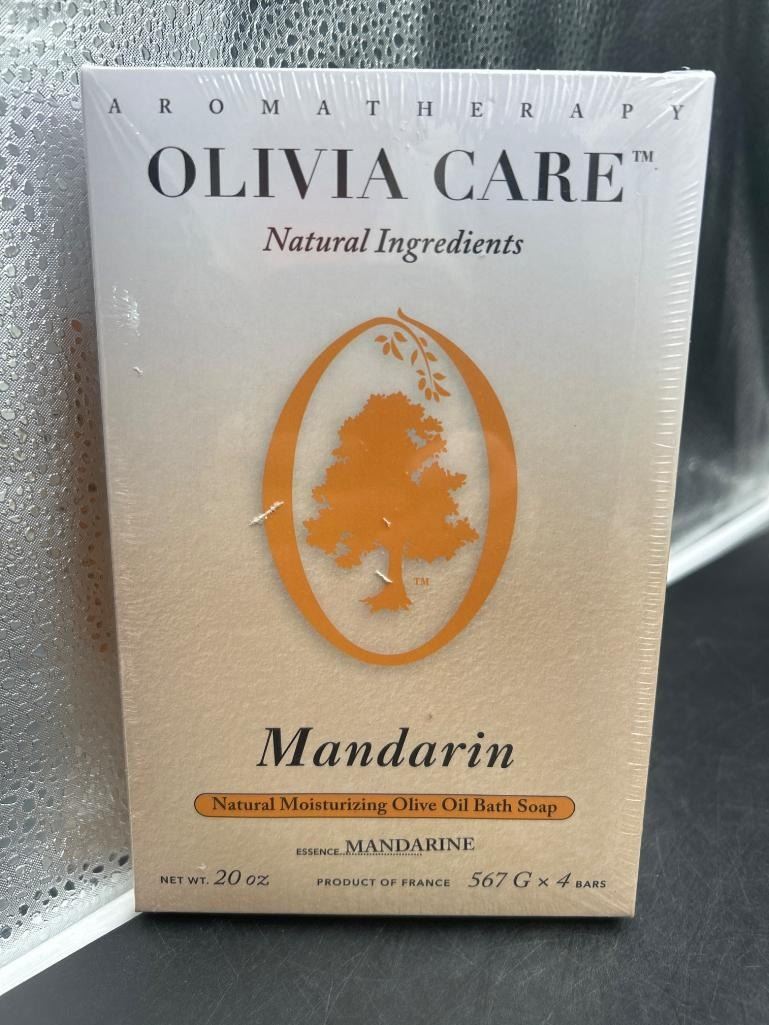 AROMATHERAPY
OLIVIA CARE™
Natural Ingredients
TM
Mandarin
Natural Moisturizing Olive Oil Bath Soap
ESSENCE MANDARINE
NET WT. 20 OZ PRODUCT OF FRANCE 567 G × 4 BARS